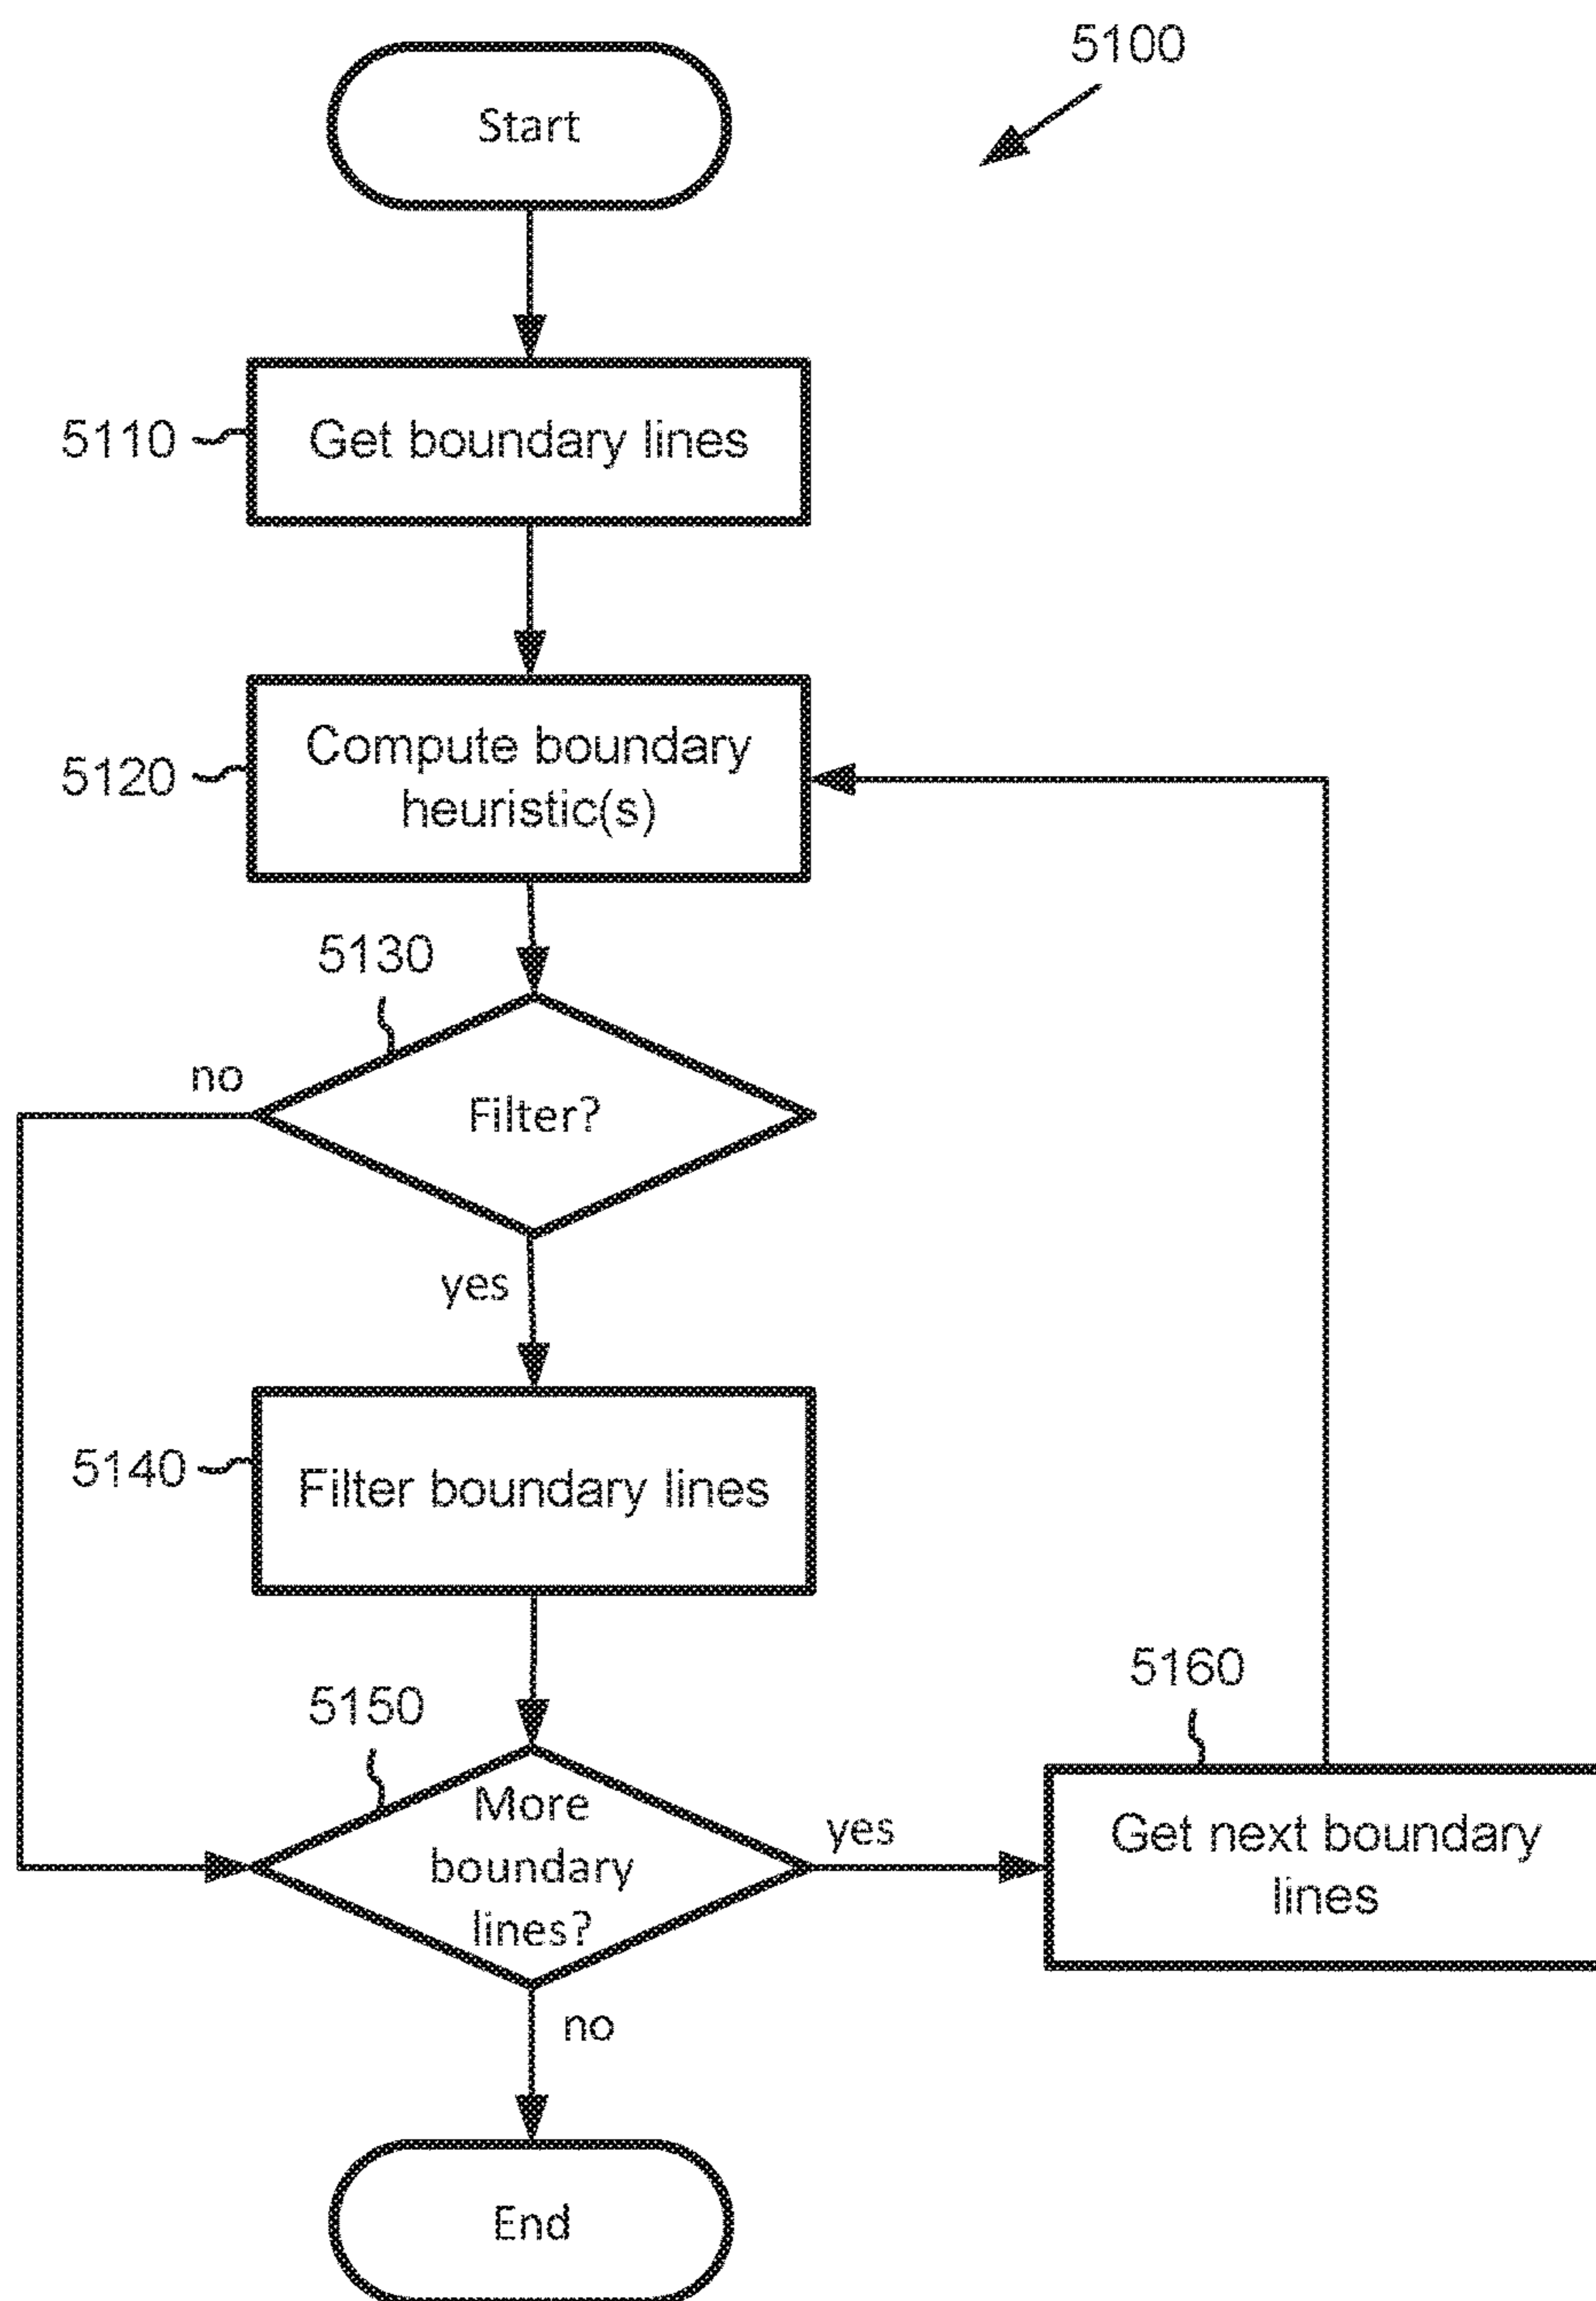 5100
Start
5110
Get boundary lines
5120
Compute boundary
heuristic(s)
5130
no
Filter?
yes
5140
Filter boundary lines
5150
More
boundary
lines?
yes
5160
Get next boundary
lines
no
End